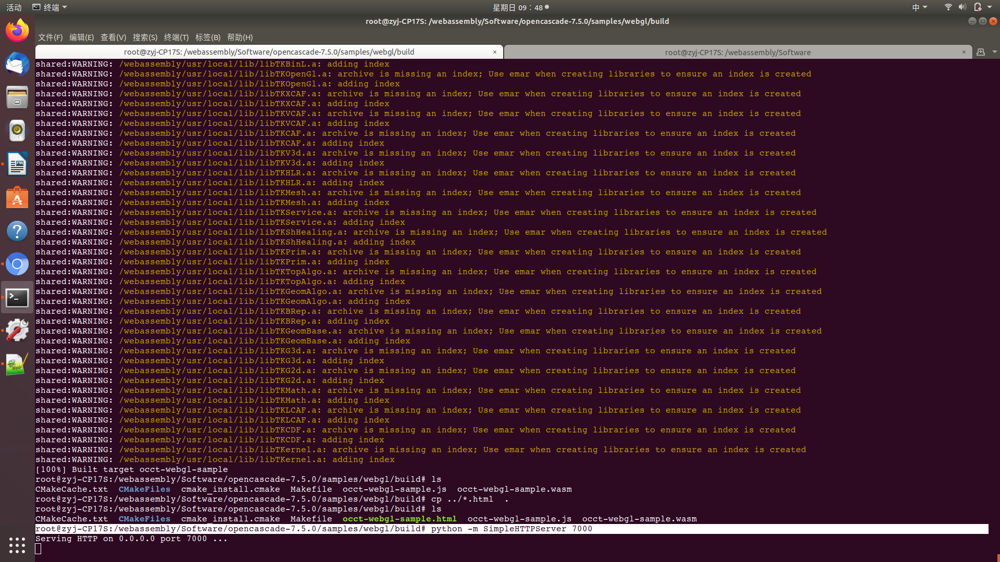 活动
终端
星期日 09：48
中
root@zyj-CP17S: /webassembly/Software/opencascade-7.5.0/samples/webgl/build
文件(F) 编辑(E) 查看(V) 搜索(S) 终端(T) 标签(B) 帮助(H)
root@zyj-CP17S: /webassembly/Software/opencascade-7.5.0/samples/webgl/build
root@zyj-CP17S: /webassembly/Software
shared:WARNING: /webassembly/usr/local/lib/libTKBinL.a: adding index
shared:WARNING: /webassembly/usr/local/lib/libTKOpenGl.a: archive is missing an index; Use emar when creating libraries to ensure an index is created
shared:WARNING: /webassembly/usr/local/lib/libTKOpenGl.a: adding index
shared:WARNING: /webassembly/usr/local/lib/libTKXCAF.a: archive is missing an index; Use emar when creating libraries to ensure an index is created
shared:WARNING: /webassembly/usr/local/lib/libTKXCAF.a: adding index
shared:WARNING: /webassembly/usr/local/lib/libTKVCAF.a: archive is missing an index; Use emar when creating libraries to ensure an index is created
shared:WARNING: /webassembly/usr/local/lib/libTKVCAF.a: adding index
shared:WARNING: /webassembly/usr/local/lib/libTKCAF.a: archive is missing an index; Use emar when creating libraries to ensure an index is created
shared:WARNING: /webassembly/usr/local/lib/libTKCAF.a: adding index
shared:WARNING: /webassembly/usr/local/lib/libTKV3d.a: archive is missing an index; Use emar when creating libraries to ensure an index is created
shared:WARNING: /webassembly/usr/local/lib/libTKV3d.a: adding index
shared:WARNING: /webassembly/usr/local/lib/libTKHLR.a: archive is missing an index; Use emar when creating libraries to ensure an index is created
shared:WARNING: /webassembly/usr/local/lib/libTKHLR.a: adding index
shared:WARNING: /webassembly/usr/local/lib/libTKMesh.a: archive is missing an index; Use emar when creating libraries to ensure an index is created
shared:WARNING: /webassembly/usr/local/lib/libTKMesh.a: adding index
shared:WARNING: /webassembly/usr/local/lib/libTKService.a: archive is missing an index; Use emar when creating libraries to ensure an index is created
shared:WARNING: /webassembly/usr/local/lib/libTKService.a: adding index
shared:WARNING: /webassembly/usr/local/lib/libTKShHealing.a: archive is missing an index; Use emar when creating libraries to ensure an index is created
shared:WARNING: /webassembly/usr/local/lib/libTKShHealing.a: adding index
shared:WARNING: /webassembly/usr/local/lib/libTKPrim.a: archive is missing an index; Use emar when creating libraries to ensure an index is created
shared:WARNING: /webassembly/usr/local/lib/libTKPrim.a: adding index
shared:WARNING: /webassembly/usr/local/lib/libTKTopAlgo.a: archive is missing an index; Use emar when creating libraries to ensure an index is created
shared:WARNING: /webassembly/usr/local/lib/libTKTopAlgo.a: adding index
shared:WARNING: /webassembly/usr/local/lib/libTKGeomAlgo.a: archive is missing an index; Use emar when creating libraries to ensure an index is created
shared:WARNING: /webassembly/usr/local/lib/libTKGeomAlgo.a: adding index
shared:WARNING: /webassembly/usr/local/lib/libTKBRep.a: archive is missing an index; Use emar when creating libraries to ensure an index is created
shared:WARNING: /webassembly/usr/local/lib/libTKBRep.a: adding index
shared:WARNING: /webassembly/usr/local/lib/libTKGeomBase.a: archive is missing an index; Use emar when creating libraries to ensure an index is created
shared:WARNING: /webassembly/usr/local/lib/libTKGeomBase.a: adding index
shared:WARNING: /webassembly/usr/local/lib/libTKG3d.a: archive is missing an index; Use emar when creating libraries to ensure an index is created
shared:WARNING: /webassembly/usr/local/lib/libTKG3d.a: adding index
shared:WARNING: /webassembly/usr/local/lib/libTKG2d.a: archive is missing an index; Use emar when creating libraries to ensure an index is created
shared:WARNING: /webassembly/usr/local/lib/libTKG2d.a: adding index
shared:WARNING: /webassembly/usr/local/lib/libTKMath.a: archive is missing an index; Use emar when creating libraries to ensure an index is created
shared:WARNING: /webassembly/usr/local/lib/libTKMath.a: adding index
shared:WARNING: /webassembly/usr/local/lib/libTKLCAF.a: archive is missing an index; Use emar when creating libraries to ensure an index is created
shared:WARNING: /webassembly/usr/local/lib/libTKLCAF.a: adding index
shared:WARNING: /webassembly/usr/local/lib/libTKCDF.a: archive is missing an index; Use emar when creating libraries to ensure an index is created
shared:WARNING: /webassembly/usr/local/lib/libTKCDF.a: adding index
shared:WARNING: /webassembly/usr/local/lib/libTKernel.a: archive is missing an index; Use emar when creating libraries to ensure an index is created
shared:WARNING: /webassembly/usr/local/lib/libTKernel.a: adding index
[100%] Built target occt-webgl-sample
root@zyj-CP17S:/webassembly/Software/opencascade-7.5.0/samples/webgl/build# ls
CMakeCache.txt  CMakeFiles  cmake_install.cmake  Makefile  occt-webgl-sample.js  occt-webgl-sample.wasm
root@zyj-CP17S:/webassembly/Software/opencascade-7.5.0/samples/webgl/build# cp ../*.html  .
root@zyj-CP17S:/webassembly/Software/opencascade-7.5.0/samples/webgl/build# ls
CMakeCache.txt  CMakeFiles  cmake_install.cmake  Makefile  occt-webgl-sample.html  occt-webgl-sample.js  occt-webgl-sample.wasm
root@zyj-CP17S:/webassembly/Software/opencascade-7.5.0/samples/webgl/build# python -m SimpleHTTPServer 7000
Serving HTTP on 0.0.0.0 port 7000 ...